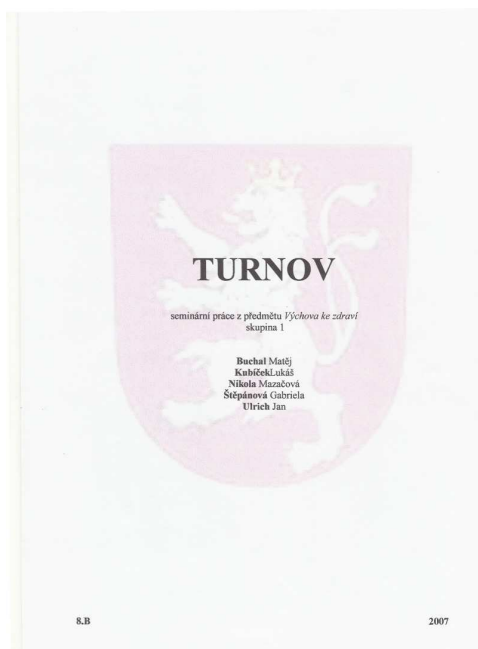 TURNOV
seminární práce z předmětu Výchova ke zdraví
skupina 1
Buchal Matěj
KubíčekLukáš
Nikola Mazačová
Štěpánová Gabriela
Ulrich Jan
8.B 2007